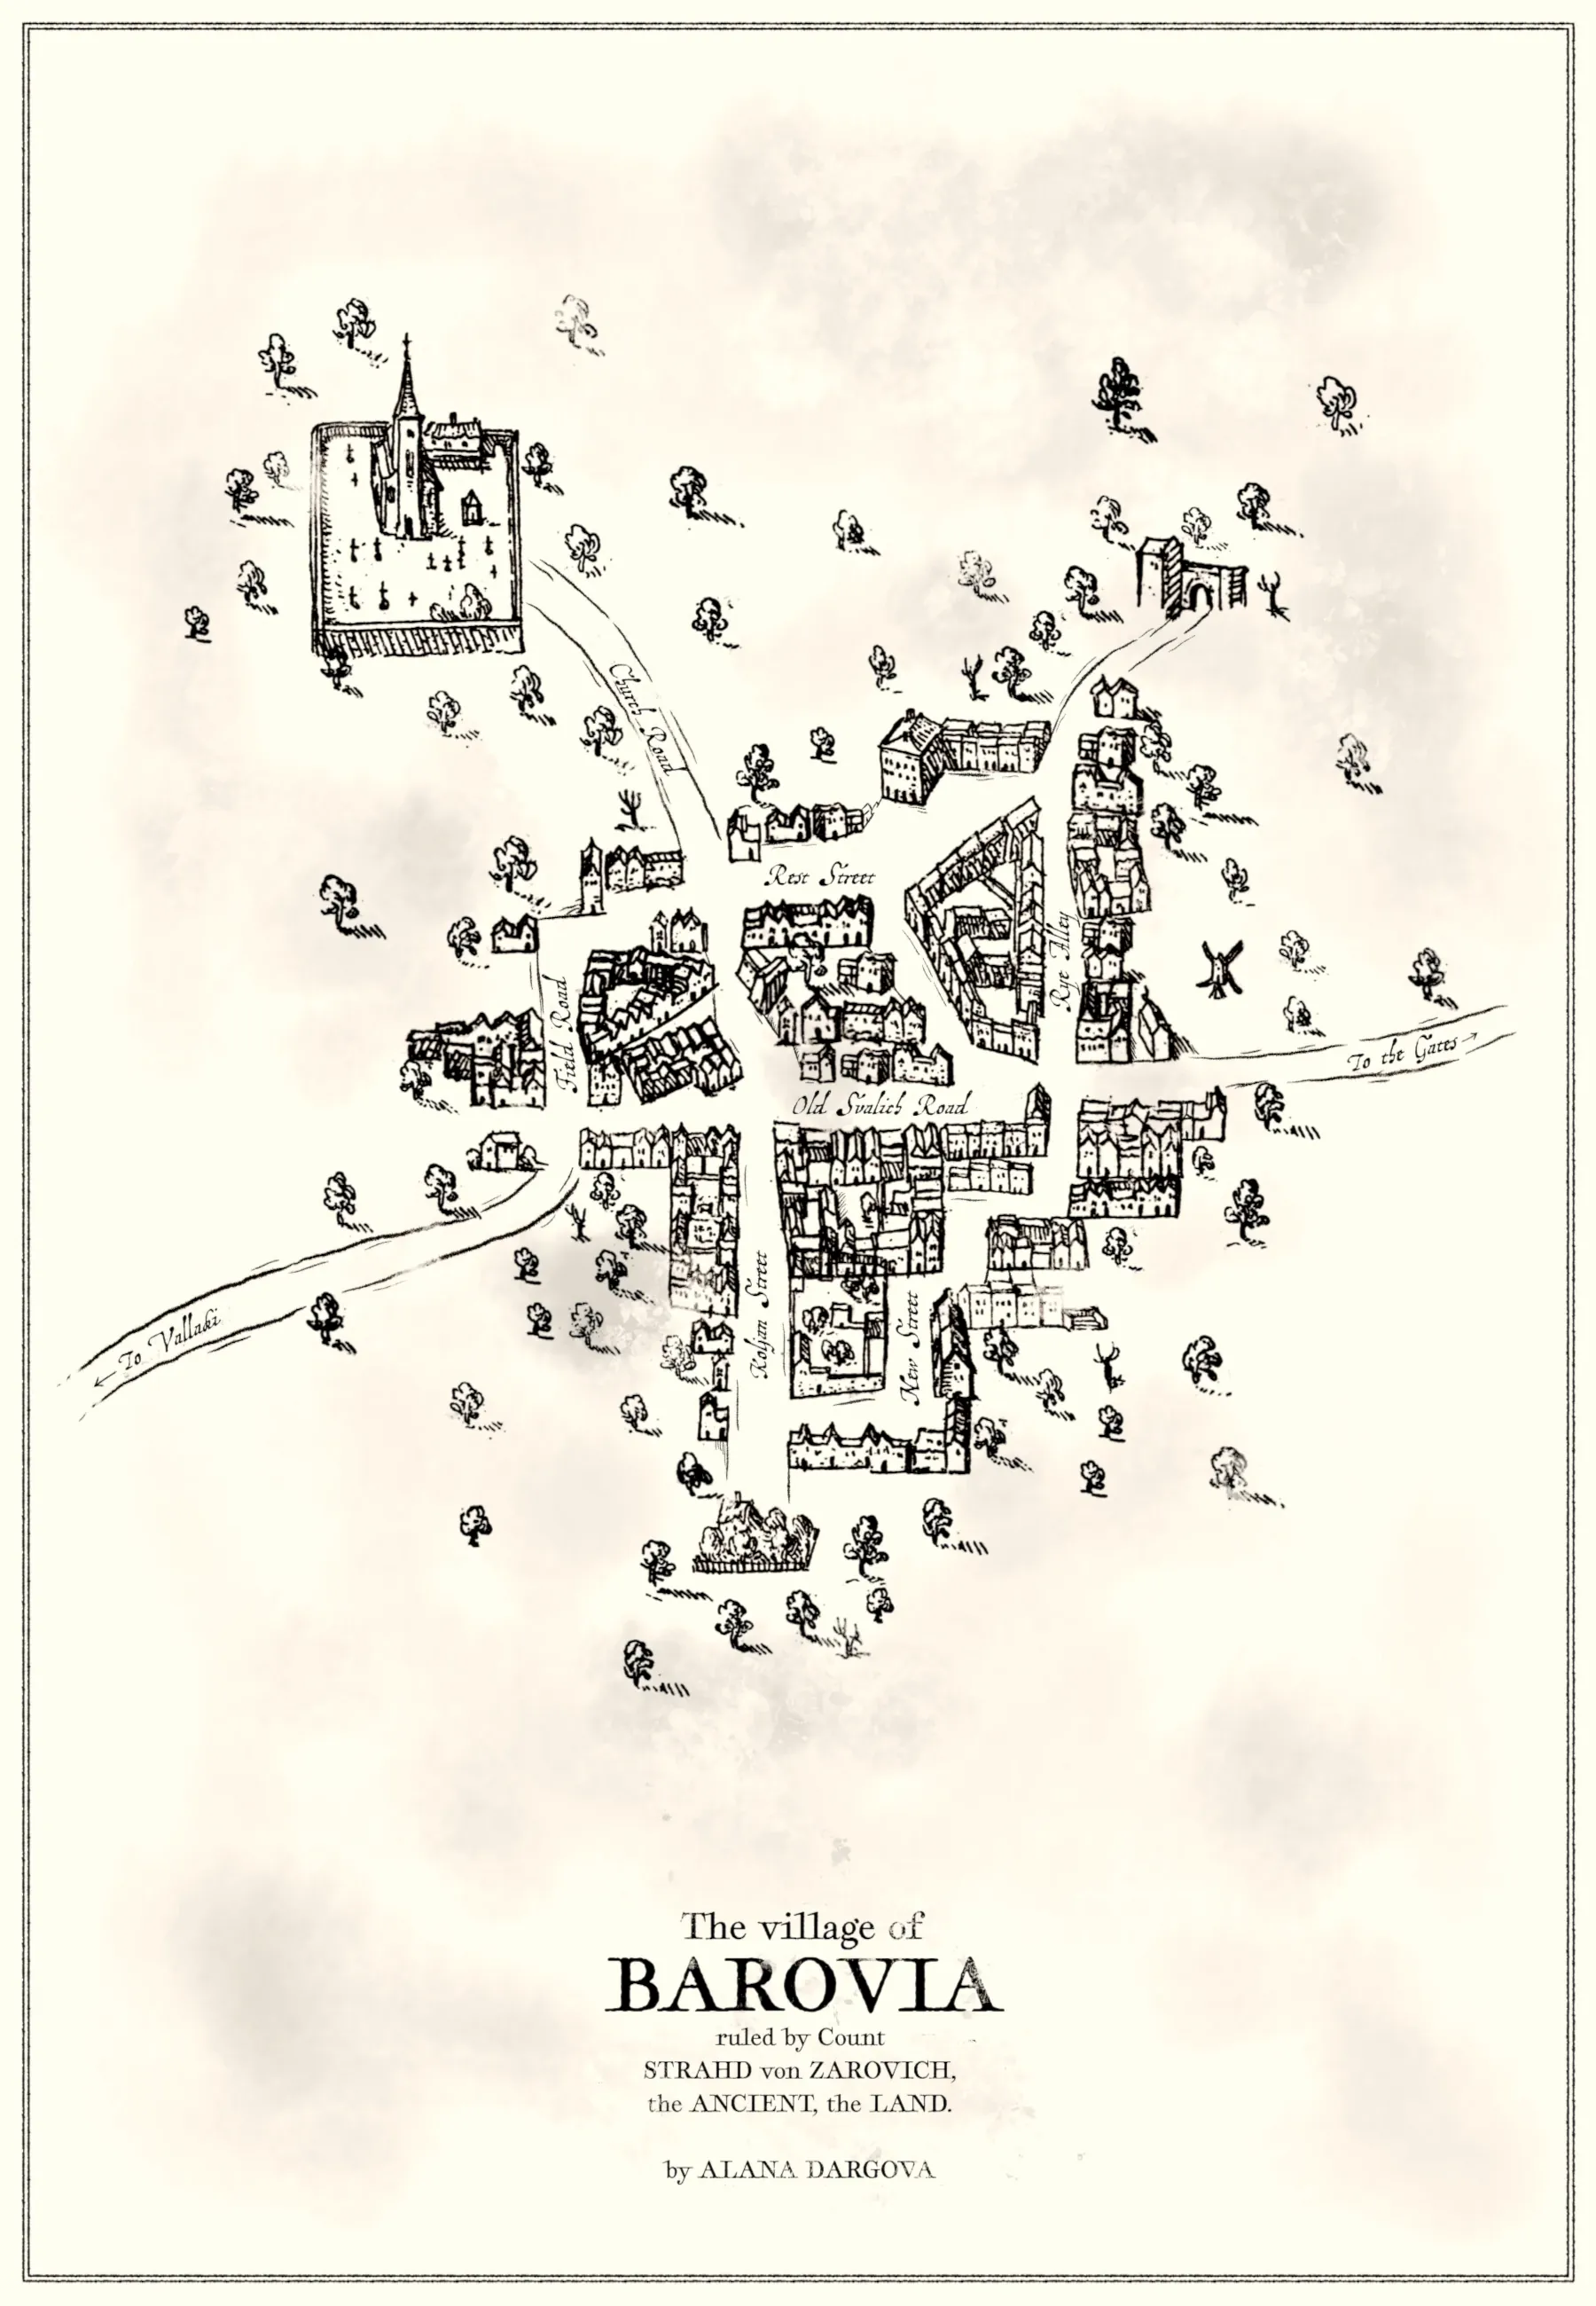 Church Road
Rest Street
Rye Alley
Field Road
To the Gates
Old Svalich Road
To Vallaki
Koljan Street
New Street
The village of
BAROVIA
ruled by Count
STRAHD von ZAROVICH,
the ANCIENT, the LAND.
by ALANA DARGOVA